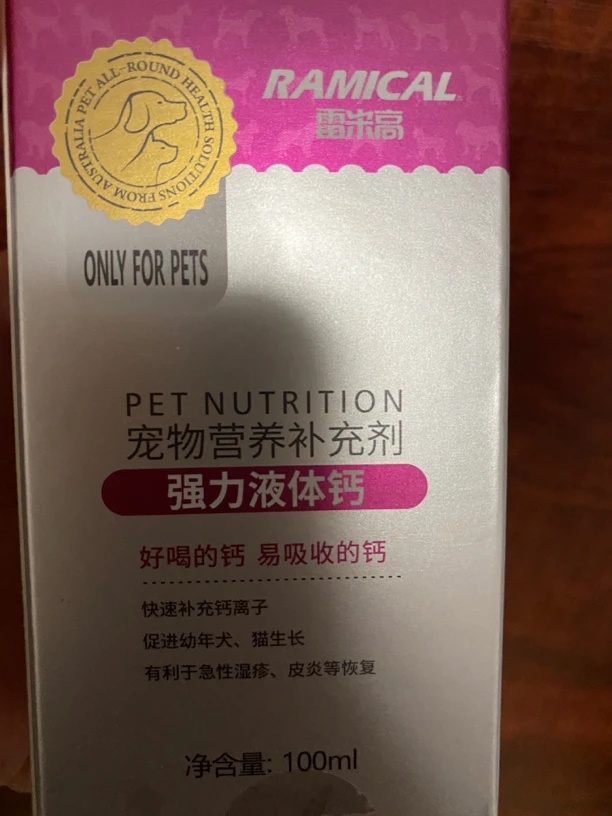 AUSTRALIA PET ALL-ROUND HEALTH SOLUTIONS FROM
RAMICAL
雷米高
ONLY FOR PETS
PET NUTRITION
宠物营养补充剂
强力液体钙
好喝的钙 易吸收的钙
快速补充钙离子
促进幼年犬、猫生长
有利于急性湿疹、皮炎等恢复
净含量: 100ml